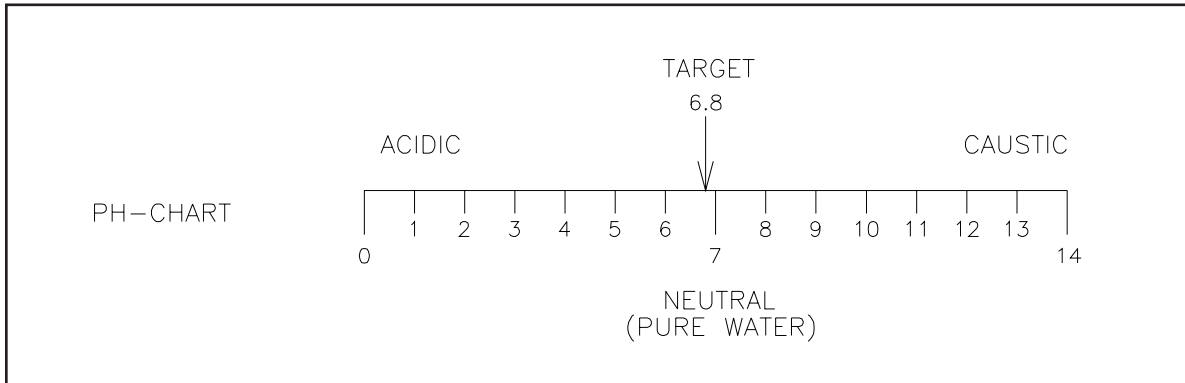 TARGET
6.8
ACIDIC
CAUSTIC
PH-CHART
1 2 3 4 5 6 8 9 10 11 12 13
0 7 14
NEUTRAL
(PURE WATER)